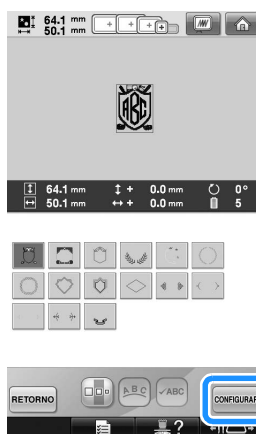 64.1 mm
50.1 mm
ABC
64.1 mm + 0.0 mm 0°
50.1 mm + 0.0 mm 5
RETORNO ABC ✓ABC CONFIGURAR
?